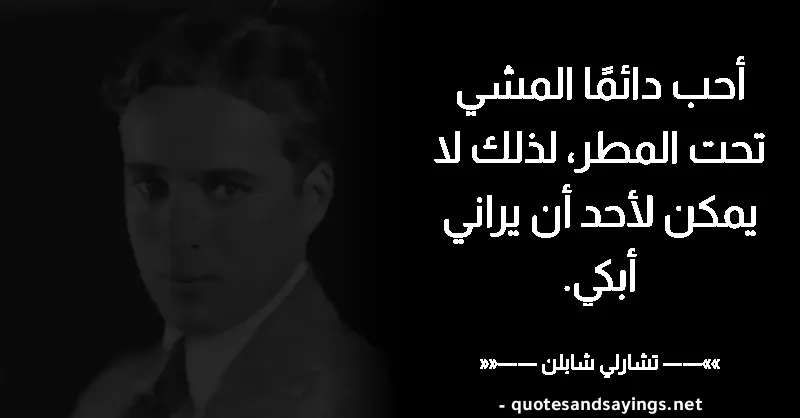 أحب دائمًا المشي
تحت المطر، لذلك لا
يمكن لأحد أن يراني
أبكي.
»»—— تشارلي شابلن ——««
- quotesandsayings.net